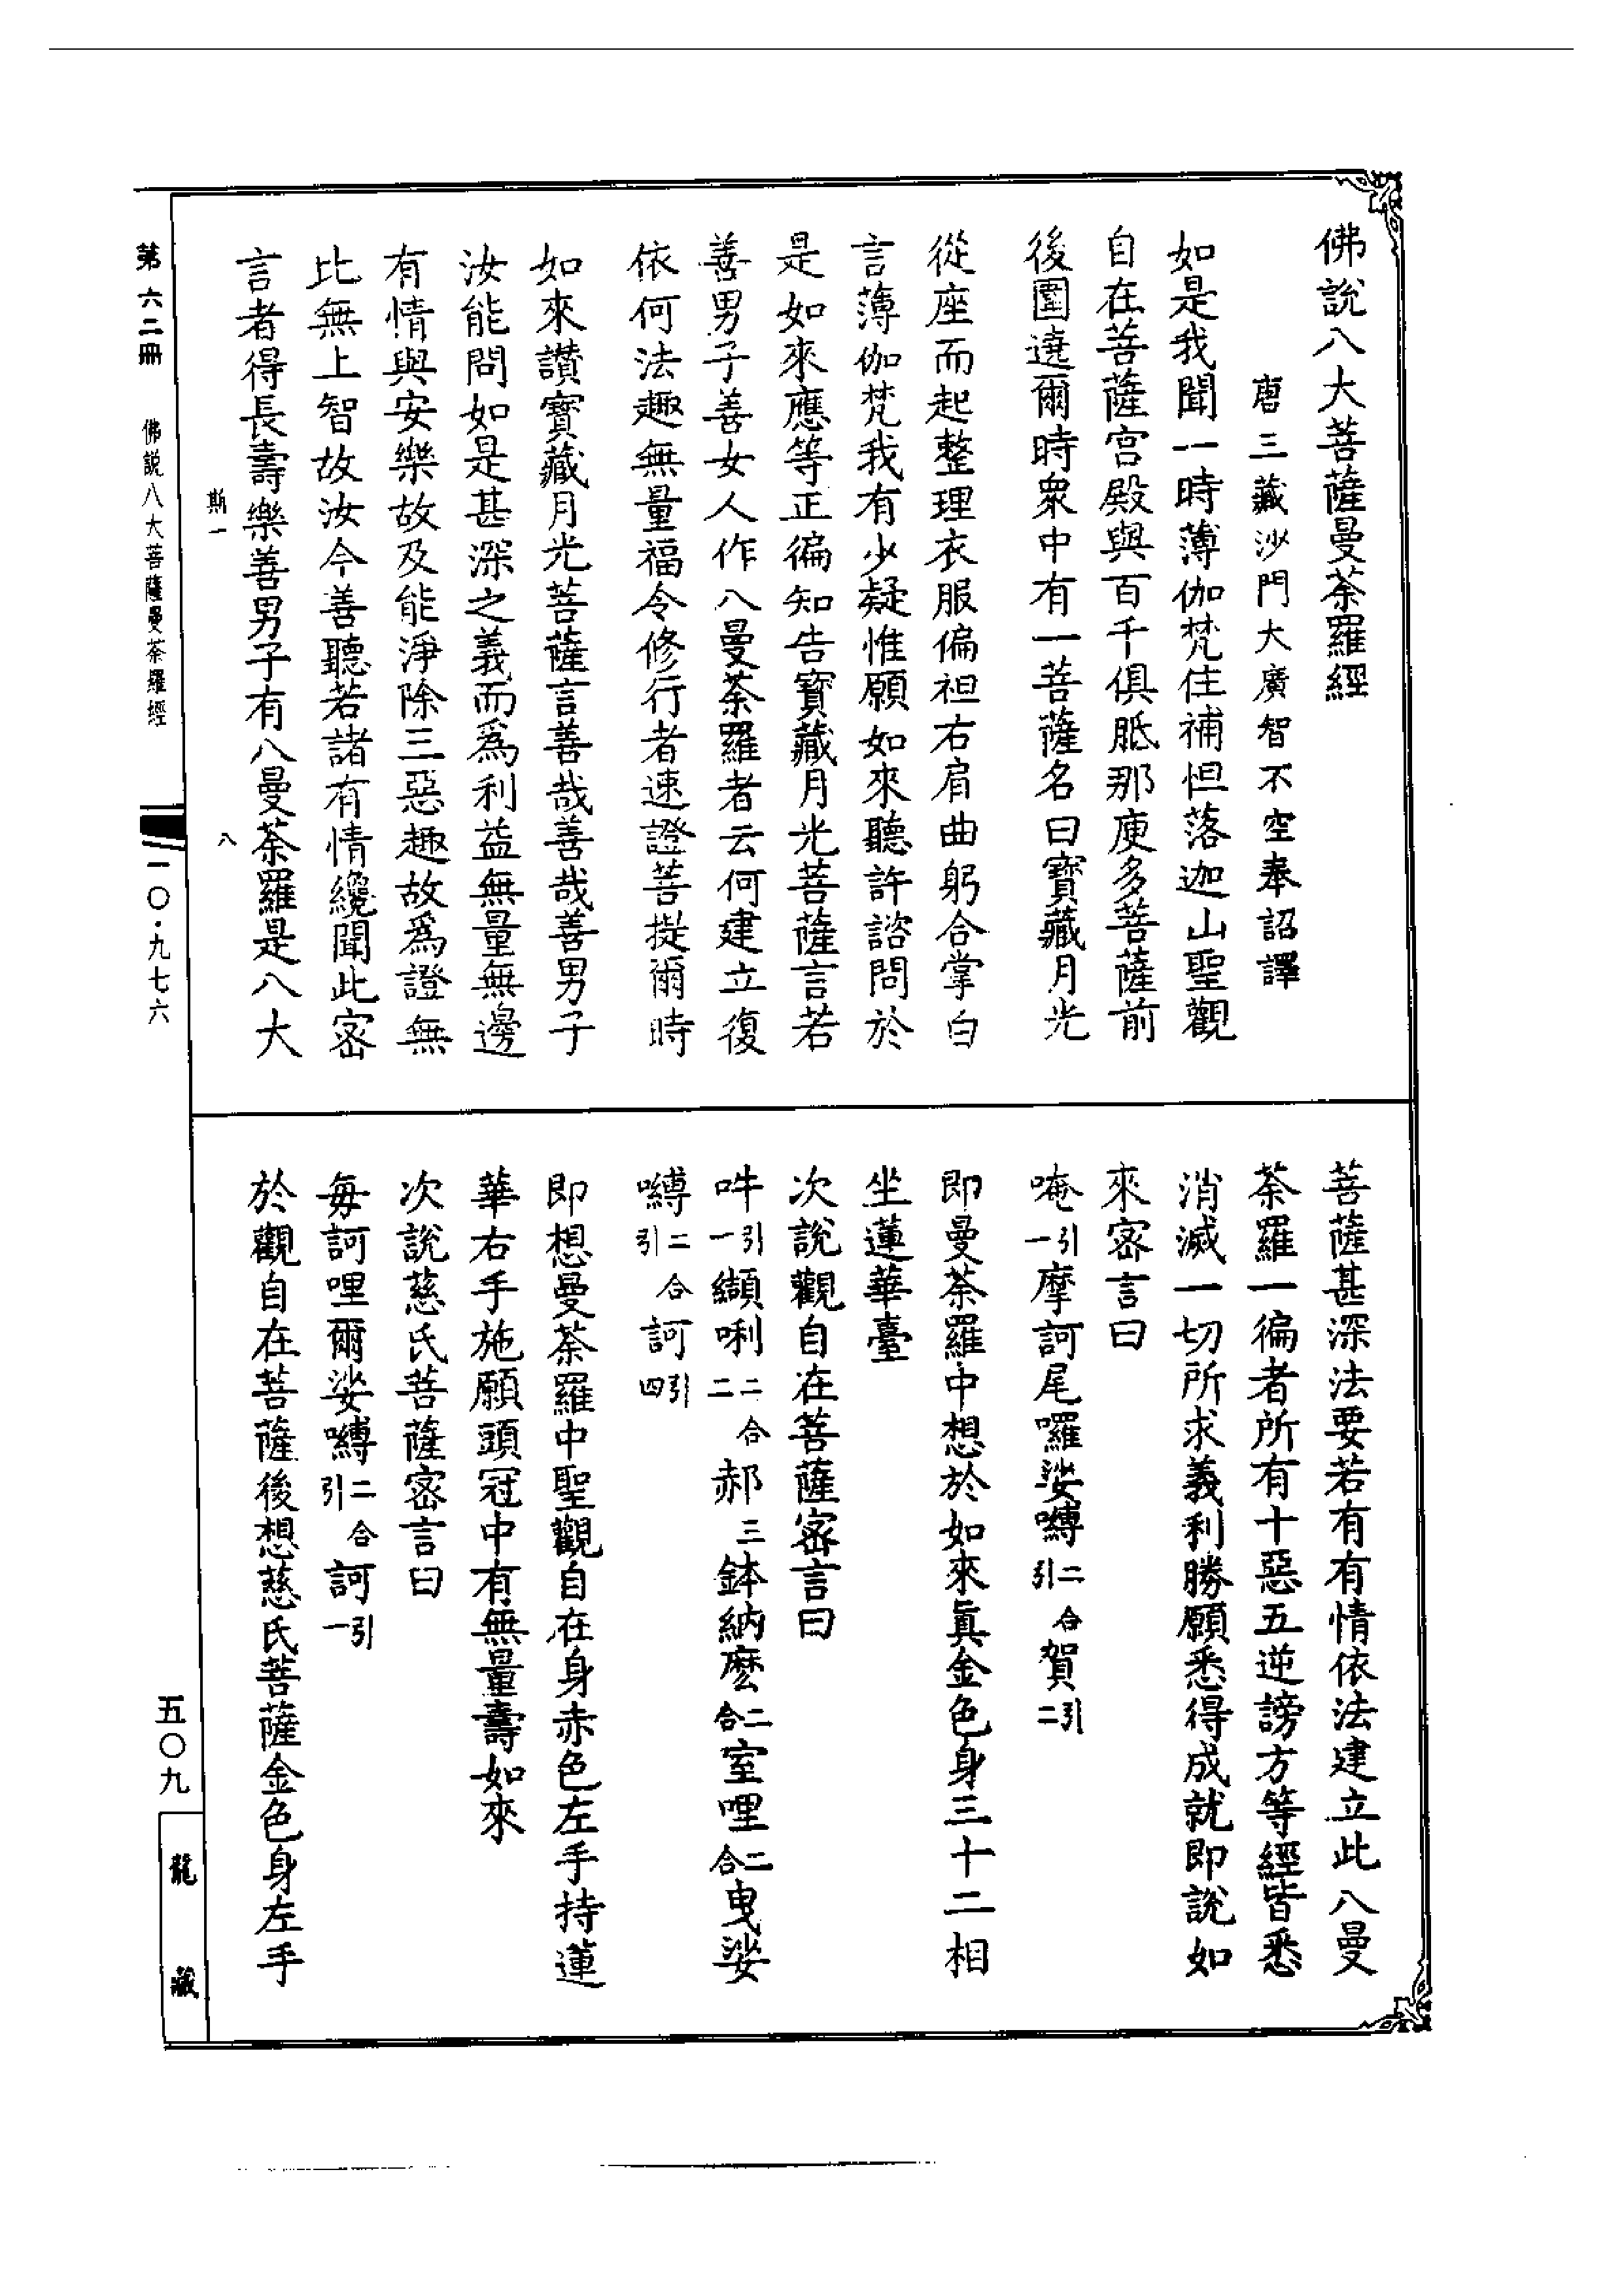 佛說八大菩薩曼荼羅經
唐三藏沙門大廣智不空奉詔譯
如是我聞一時薄伽梵住補怛落迦山聖觀
自在菩薩宮殿與百千俱胝那庾多菩薩前
後圍遶爾時衆中有一菩薩名曰寶藏月光
從座而起整理衣服偏袒右肩曲躬合掌白
言薄伽梵我有少疑惟願如來聽許諮問於
是如來應等正徧知告寶藏月光菩薩言若
善男子善女人作八曼荼羅者云何建立復
依何法趣無量福令修行者速證菩提爾時
如來讚寶藏月光菩薩言善哉善哉善男子
汝能問如是甚深之義而爲利益無量無邊
有情與安樂故及能淨除三惡趣故爲證無
比無上智故汝今善聽若諸有情纔聞此密
言者得長壽樂善男子有八曼荼羅是八大
斯一
八
菩薩甚深法要若有有情依法建立此八曼
荼羅一徧者所有十惡五逆謗方等經皆悉
消滅一切所求義利勝願悉得成就即說如
來密言曰
唵引一摩訶尾囉娑嚩二合引賀引二
即曼荼羅中想於如來眞金色身三十二相
坐蓮華臺
次說觀自在菩薩密言曰
吽引一纈唎二合二郝三鉢納麽二合室哩二合曳娑
嚩二合引訶引四
即想曼荼羅中聖觀自在身赤色左手持蓮
華右手施願頭冠中有無量壽如來
次說慈氏菩薩密言曰
每訶哩爾娑嚩二合引訶引一
於觀自在菩薩後想慈氏菩薩金色身左手
第六二冊
佛說八大菩薩曼荼羅經
一〇·九七六
五〇九
龍藏